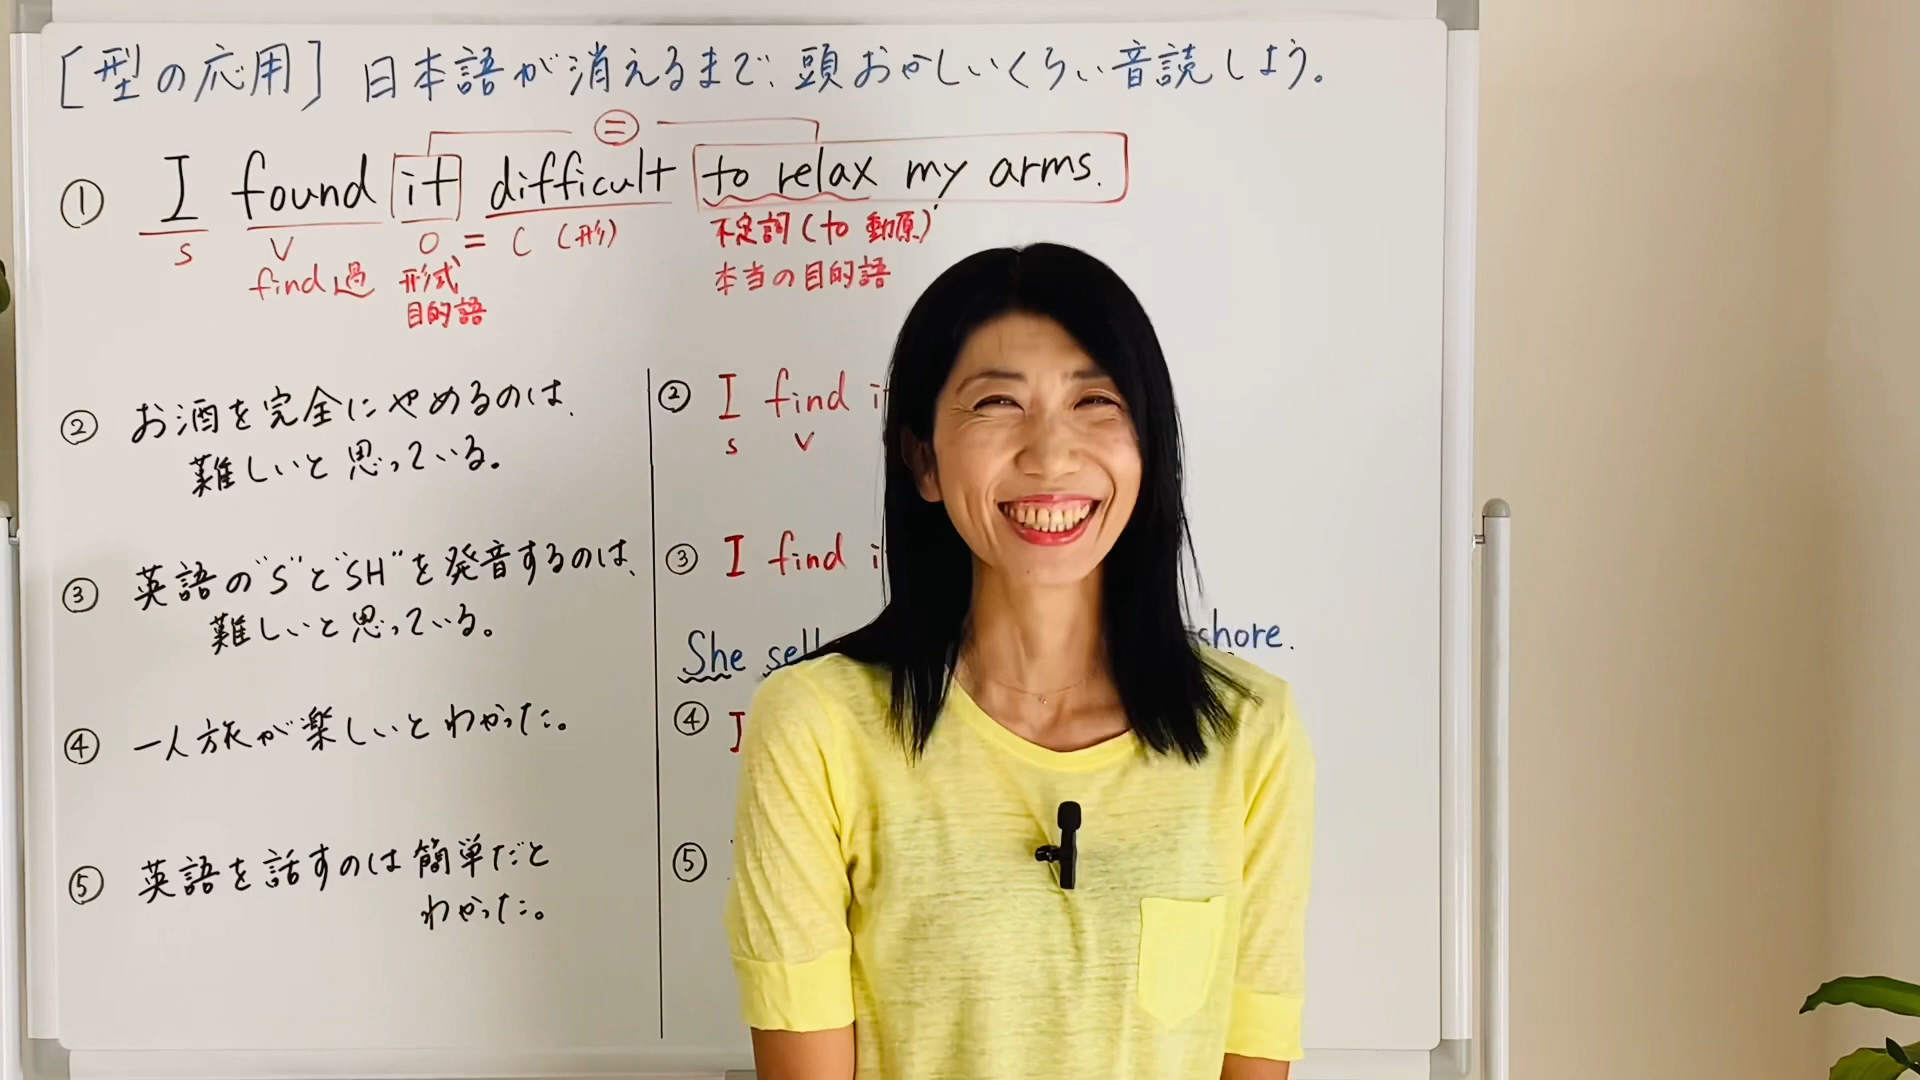 [型の応用] 日本語が消えるまで、頭おかしいくらい音読しよう。
=
① I found it difficult to relax my arms.
S V O = C (形) 不定詞(to 動原)
find過 形式 本当の目的語
目的語
② お酒を完全にやめるのは、
難しいと思っている。
③ 英語の"S"と"SH"を発音するのは、
難しいと思っている。
④ 一人旅が楽しいとわかった。
⑤ 英語を話すのは簡単だと
わかった。
② I find
S V
③ I find
She shore.
④ I
⑤